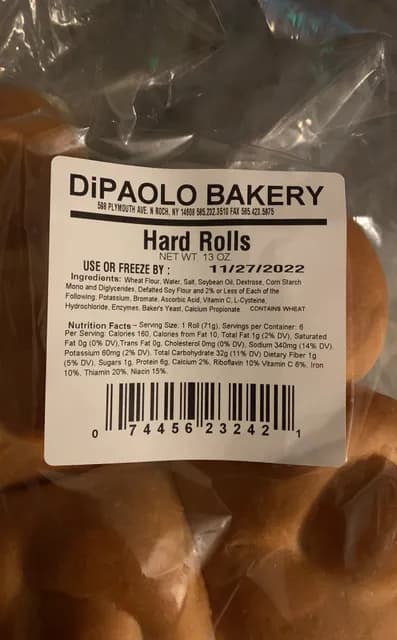 DiPAOLO BAKERY
598 PLYMOUTH AVE. N ROCH, NY 14608 585.232.3510 FAX 585.423.5975
Hard Rolls
NET WT 13 OZ
USE OR FREEZE BY : 11/27/2022
Ingredients: Wheat Flour, Water, Salt, Soybean Oil, Dextrose, Corn Starch
Mono and Diglycerides, Defatted Soy Flour and 2% or Less of Each of the
Following: Potassium, Bromate, Ascorbic Acid, Vitamin C, L-Cysteine,
Hydrochloride, Enzymes, Baker's Yeast, Calcium Propionate CONTAINS WHEAT
Nutrition Facts - Serving Size: 1 Roll (71g), Servings per Container: 6
Per Serving: Calories 160, Calories from Fat 10, Total Fat 1g (2% DV), Saturated
Fat 0g (0% DV), Trans Fat 0g, Cholesterol 0mg (0% DV), Sodium 340mg (14% DV)
Potassium 60mg (2% DV), Total Carbohydrate 32g (11% DV) Dietary Fiber 1g
(5% DV), Sugars 1g, Protein 6g, Calcium 2%, Riboflavin 10% Vitamin C 6%, Iron
10%, Thiamin 20%, Niacin 15%.
0 74456 23242 1